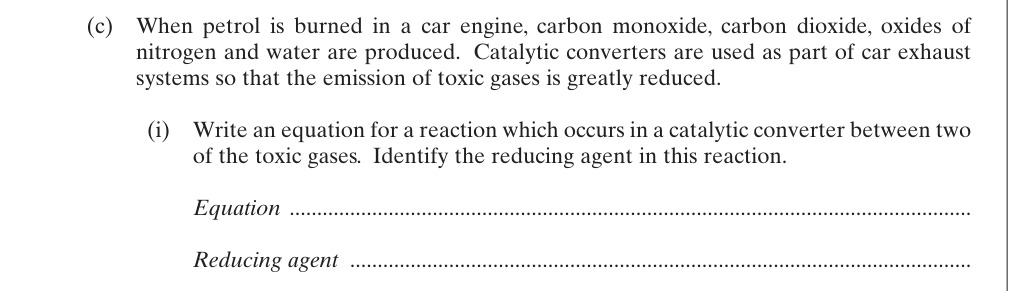 (c) When petrol is burned in a car engine, carbon monoxide, carbon dioxide, oxides of
nitrogen and water are produced. Catalytic converters are used as part of car exhaust
systems so that the emission of toxic gases is greatly reduced.
(i) Write an equation for a reaction which occurs in a catalytic converter between two
of the toxic gases. Identify the reducing agent in this reaction.
Equation ............................................................................................................................
Reducing agent .................................................................................................................